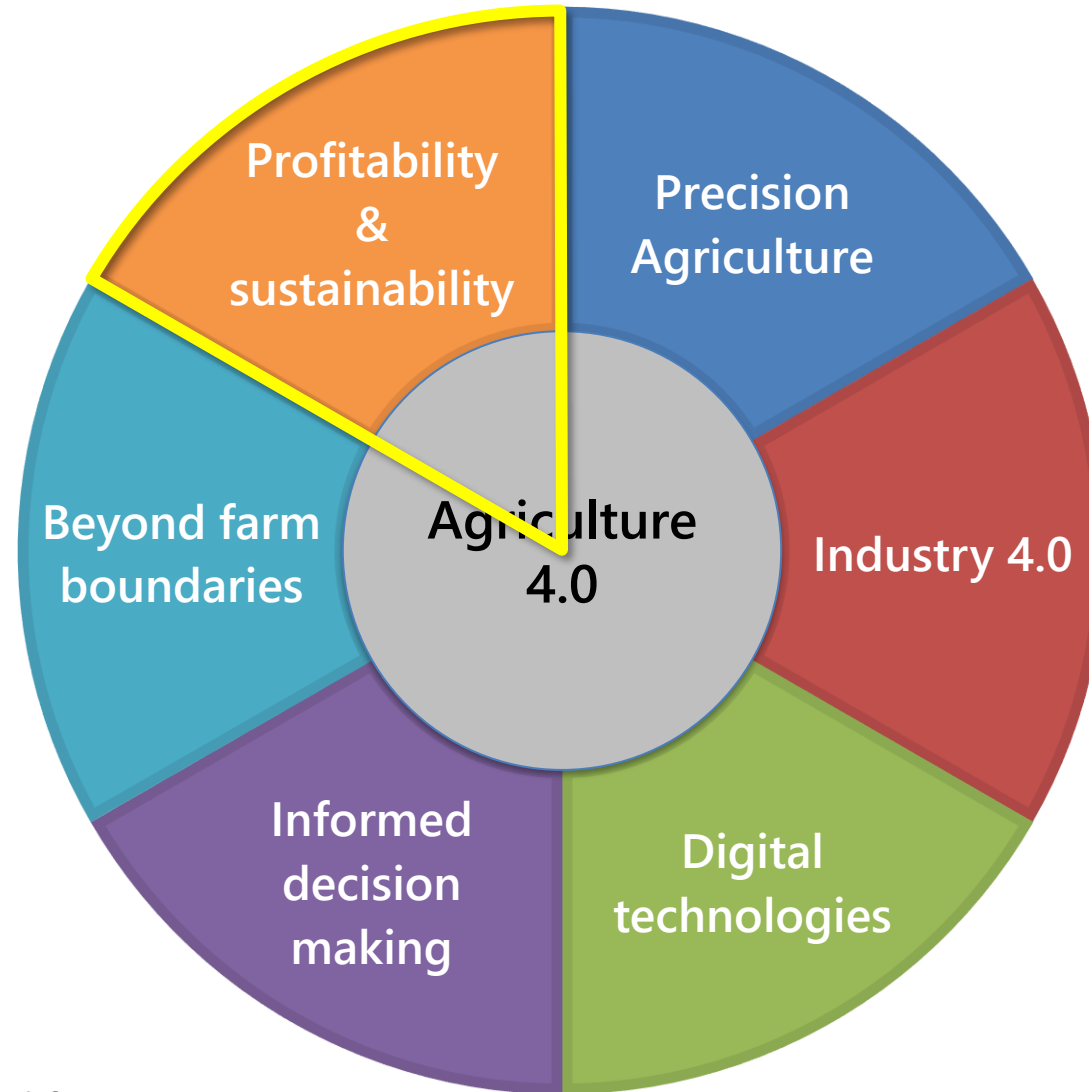 Profitability
&
sustainability
Precision
Agriculture
Beyond farm
boundaries
Agriculture
4.0
Industry 4.0
Informed
decision
making
Digital
technologies